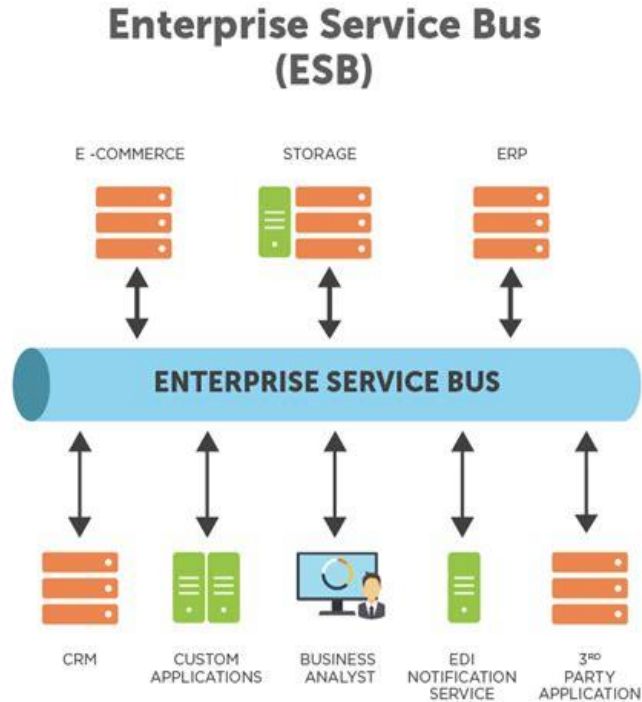 Enterprise Service Bus
(ESB)
E -COMMERCE
STORAGE
ERP
ENTERPRISE SERVICE BUS
CRM
CUSTOM
APPLICATIONS
BUSINESS
ANALYST
EDI
NOTIFICATION
SERVICE
3RD
PARTY
APPLICATION